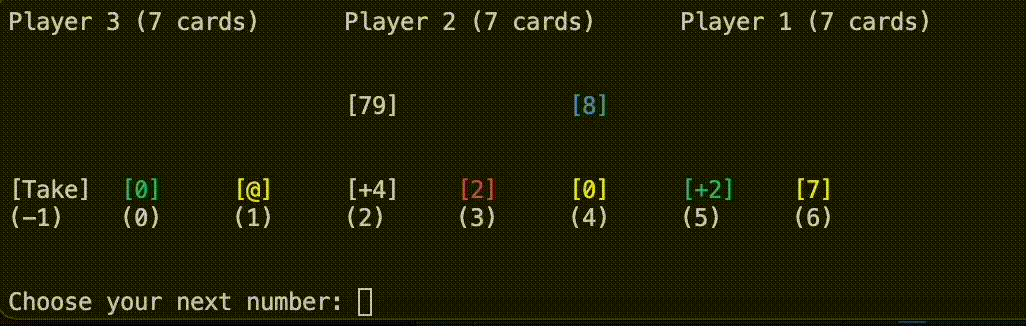 Player 3 (7 cards) Player 2 (7 cards) Player 1 (7 cards)
[79] [8]
[Take] [0] [@] [+4] [2] [0] [+2] [7]
(-1) (0) (1) (2) (3) (4) (5) (6)
Choose your next number: